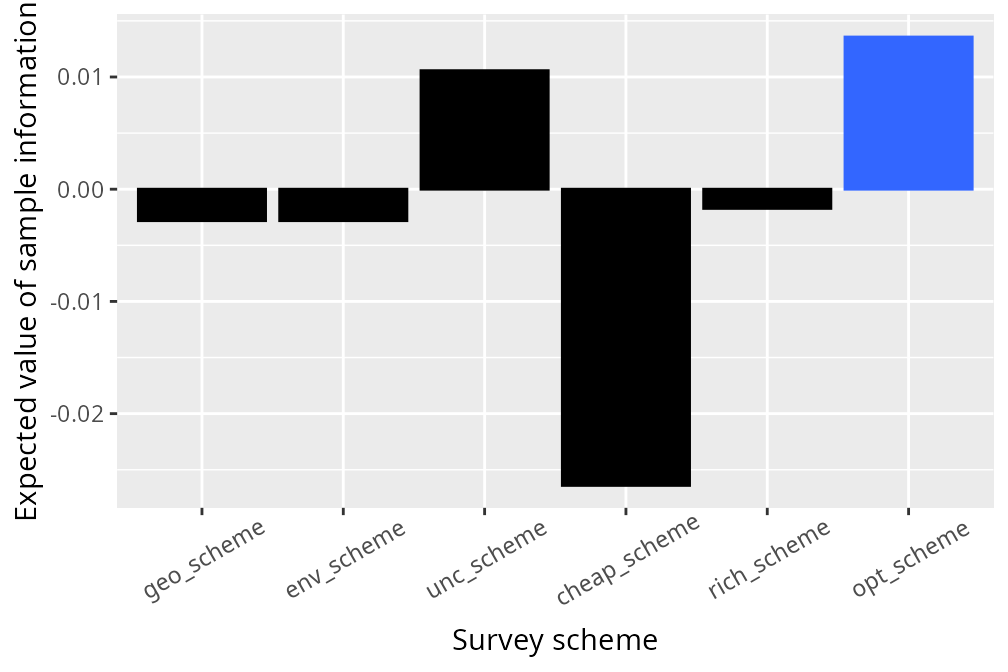 Expected value of sample information
0.01
0.00
-0.01
-0.02
geo_scheme
env_scheme
unc_scheme
cheap_scheme
rich_scheme
opt_scheme
Survey scheme